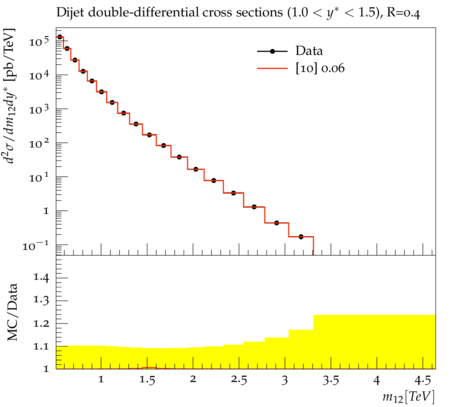 Dijet double-differential cross sections (1.0 < y* < 1.5), R=0.4
d²σ/dm₁₂dy* [pb/TeV]
10⁵
10⁴
10³
10²
10¹
1
10⁻¹
Data
[10] 0.06
MC/Data
1.4
1.3
1.2
1.1
1
1 1.5 2 2.5 3 3.5 4 4.5
m₁₂[TeV]